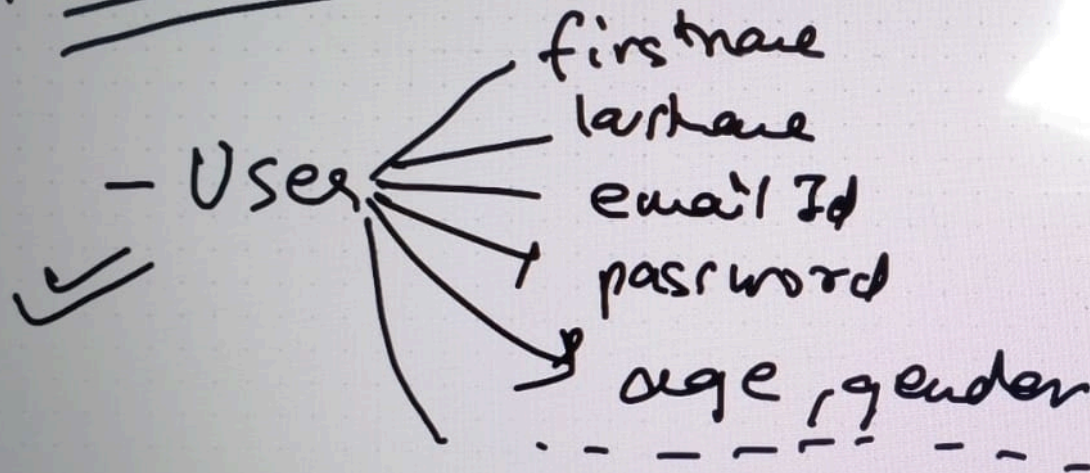 firstname
lastname
- User
email Id
password
age, gender